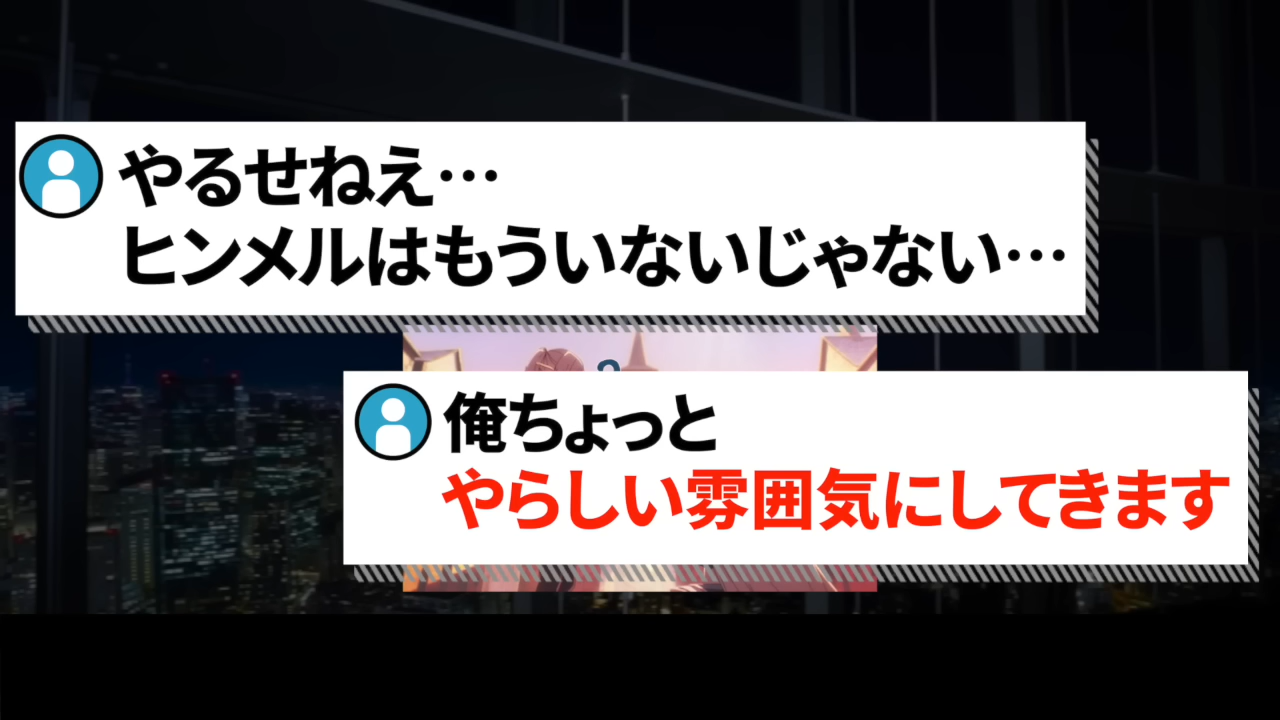 やるせねえ…
ヒンメルはもういないじゃない…
俺ちょっと
やらしい雰囲気にしてきます